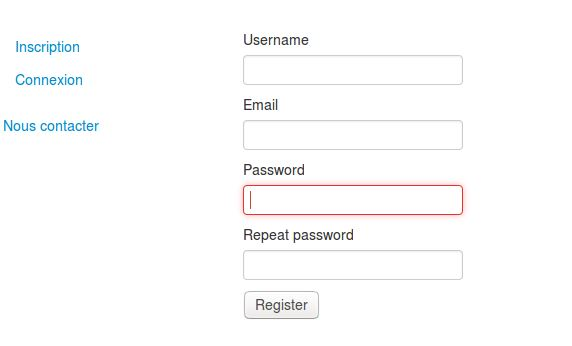 Inscription
Connexion
Nous contacter
Username
Email
Password
Repeat password
Register